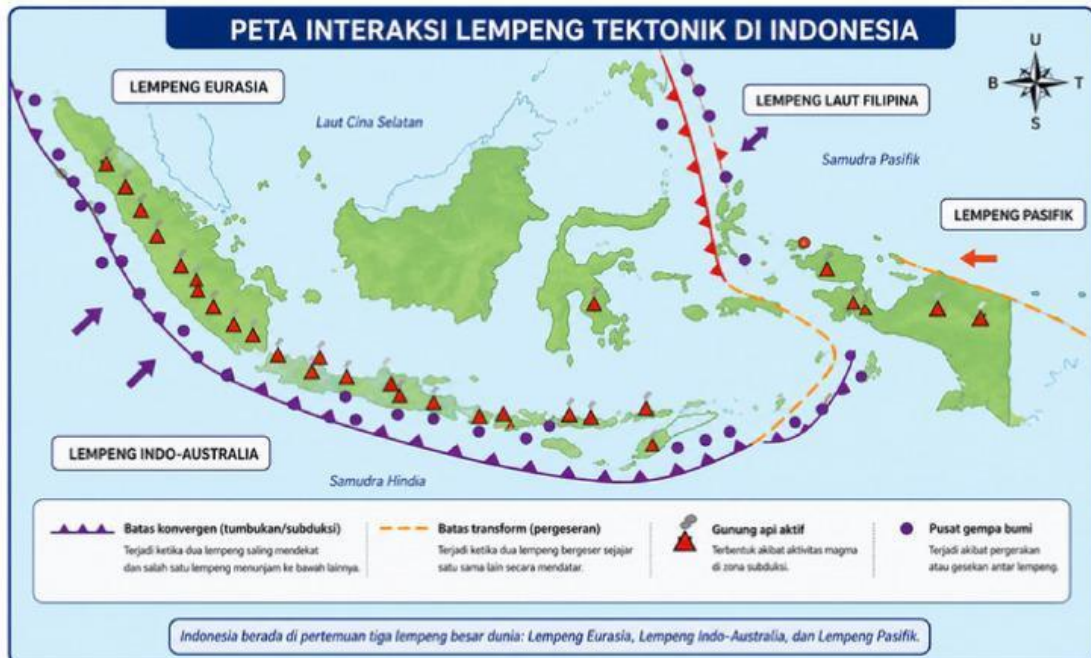 PETA INTERAKSI LEMPENG TEKTONIK DI INDONESIA
LEMPENG EURASIA
Laut Cina Selatan
LEMPENG LAUT FILIPINA
U
B T
S
Samudra Pasifik
LEMPENG PASIFIK
LEMPENG INDO-AUSTRALIA
Samudra Hindia
Batas konvergen (tumbukan/subduksi)
Terjadi ketika dua lempeng saling mendekat
dan salah satu lempeng menunjam ke bawah lainnya.
Batas transform (pergeseran)
Terjadi ketika dua lempeng bergeser sejajar
satu sama lain secara mendatar.
Gunung api aktif
Terbentuk akibat aktivitas magma
di zona subduksi.
Pusat gempa bumi
Terjadi akibat pergerakan
atau gesekan antar lempeng.
Indonesia berada di pertemuan tiga lempeng besar dunia: Lempeng Eurasia, Lempeng Indo-Australia, dan Lempeng Pasifik.